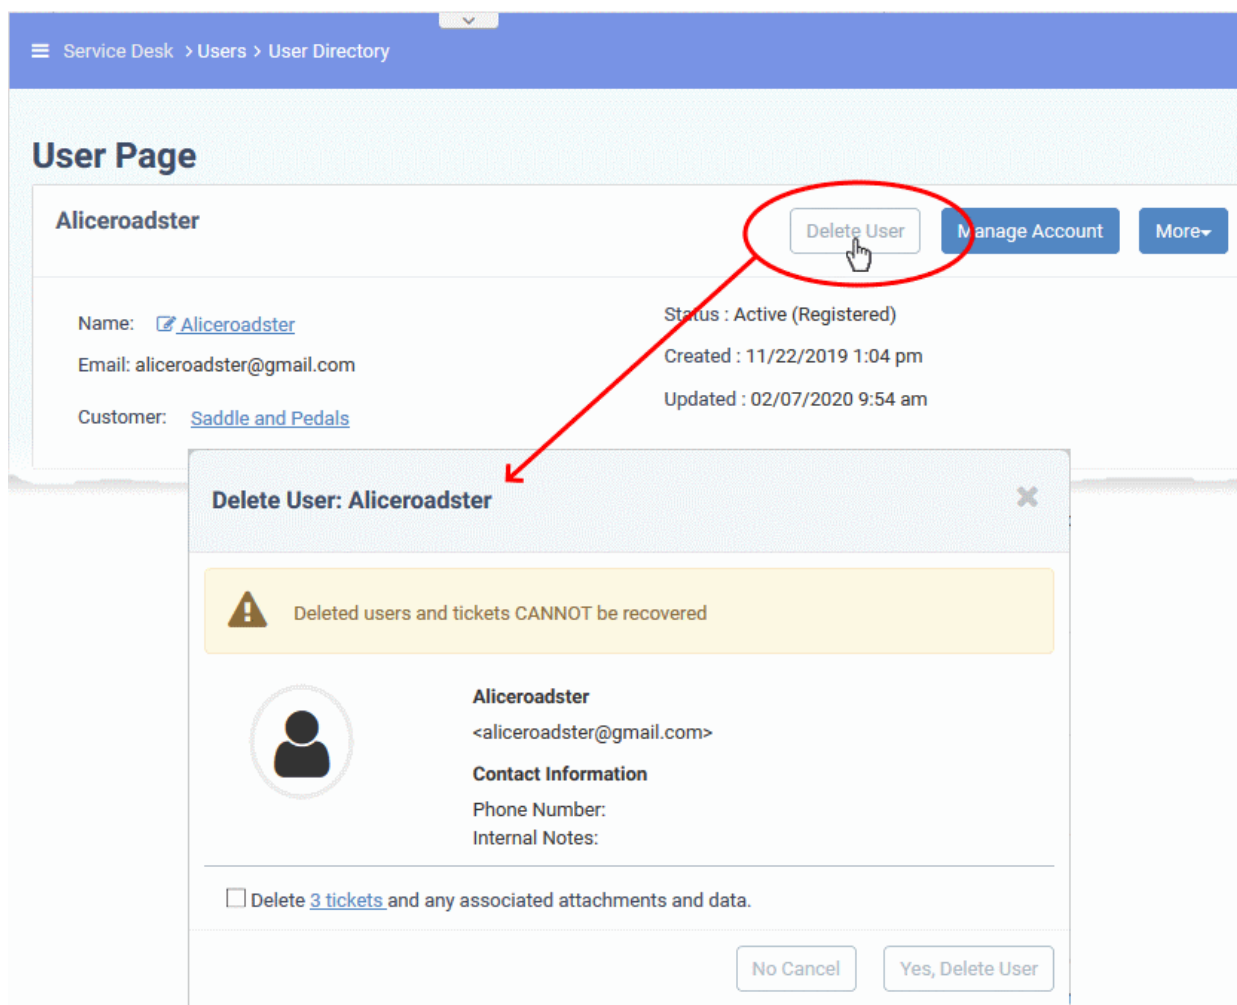 Service Desk > Users > User Directory
User Page
Aliceroadster
Delete User
Manage Account
More
Name: Aliceroadster
Status : Active (Registered)
Email: aliceroadster@gmail.com
Created : 11/22/2019 1:04 pm
Customer: Saddle and Pedals
Updated : 02/07/2020 9:54 am
Delete User: Aliceroadster
Deleted users and tickets CANNOT be recovered
Aliceroadster
<aliceroadster@gmail.com>
Contact Information
Phone Number:
Internal Notes:
Delete 3 tickets and any associated attachments and data.
No Cancel
Yes, Delete User